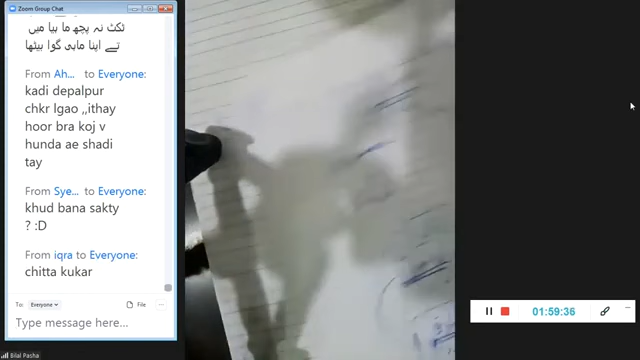 Zoom Group Chat
ٹکٹ نہ پچھ ما بیا میں
تے اپنا ماہی گوا بیٹھا
From Ah... to Everyone:
kadi depalpur
chkr lgao ,,ithay
hoor bra koj v
hunda ae shadi
tay
From Sye... to Everyone:
khud bana sakty
? :D
From iqra to Everyone:
chitta kukar
To: Everyone File ...
Type message here...
Bilal Pasha
01:59:36